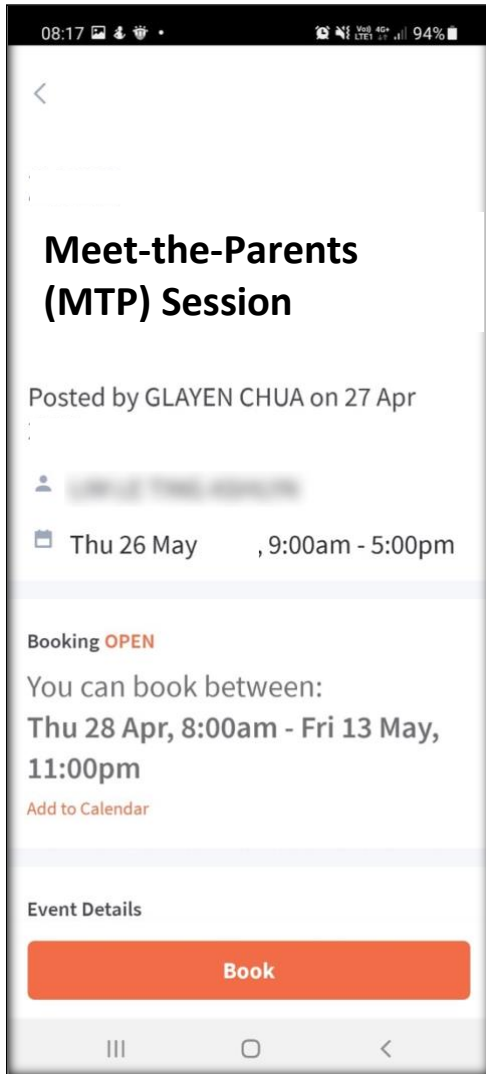 08:17 94%
Meet-the-Parents
(MTP) Session
Posted by GLAYEN CHUA on 27 Apr
Thu 26 May , 9:00am - 5:00pm
Booking OPEN
You can book between:
Thu 28 Apr, 8:00am - Fri 13 May,
11:00pm
Add to Calendar
Event Details
Book